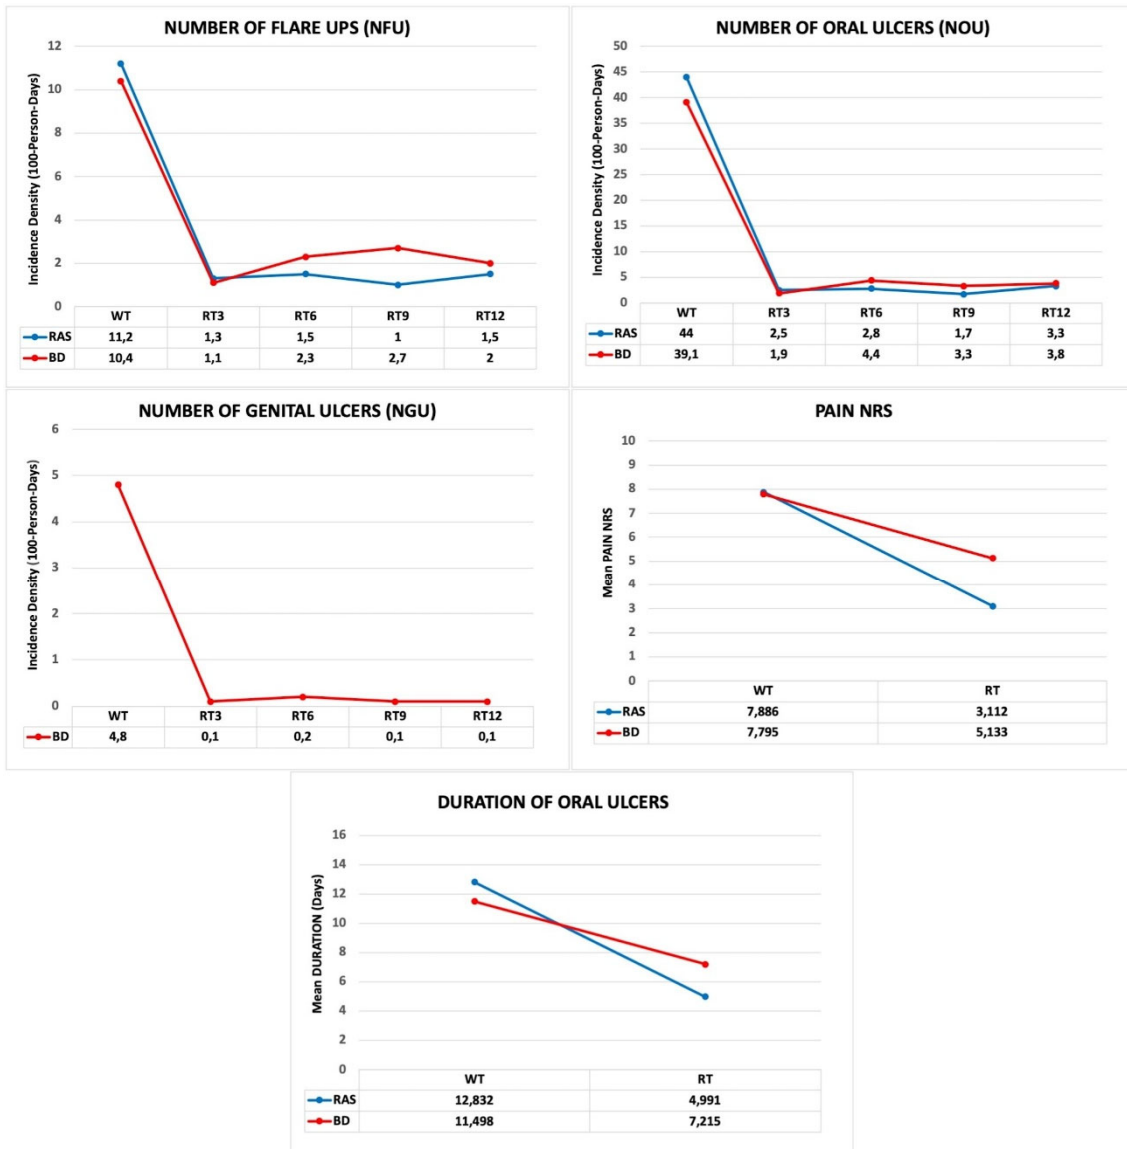 NUMBER OF FLARE UPS (NFU)
Incidence Density (100-Person-Days)
12
10
8
6
4
2
0
WT RT3 RT6 RT9 RT12
RAS 11,2 1,3 1,5 1 1,5
BD 10,4 1,1 2,3 2,7 2
NUMBER OF ORAL ULCERS (NOU)
Incidence Density (100-Person-Days)
50
45
40
35
30
25
20
15
10
5
0
WT RT3 RT6 RT9 RT12
RAS 44 2,5 2,8 1,7 3,3
BD 39,1 1,9 4,4 3,3 3,8
NUMBER OF GENITAL ULCERS (NGU)
Incidence Density (100-Person-Days)
6
5
4
3
2
1
0
WT RT3 RT6 RT9 RT12
BD 4,8 0,1 0,2 0,1 0,1
PAIN NRS
Mean PAIN NRS
10
9
8
7
6
5
4
3
2
1
0
WT RT
RAS 7,886 3,112
BD 7,795 5,133
DURATION OF ORAL ULCERS
Mean DURATION (Days)
16
14
12
10
8
6
4
2
0
WT RT
RAS 12,832 4,991
BD 11,498 7,215